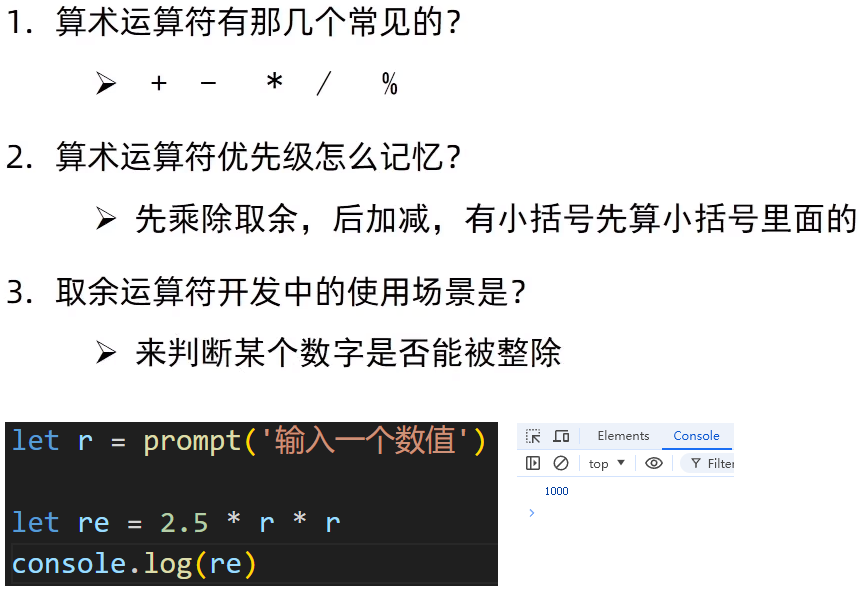 1. 算术运算符有那几个常见的？
➢ + - * / %
2. 算术运算符优先级怎么记忆？
➢ 先乘除取余，后加减，有小括号先算小括号里面的
3. 取余运算符开发中的使用场景是？
➢ 来判断某个数字是否能被整除
let r = prompt('输入一个数值')
let re = 2.5 * r * r
console.log(re)
Elements Console
top ▼ Filter
1000
>